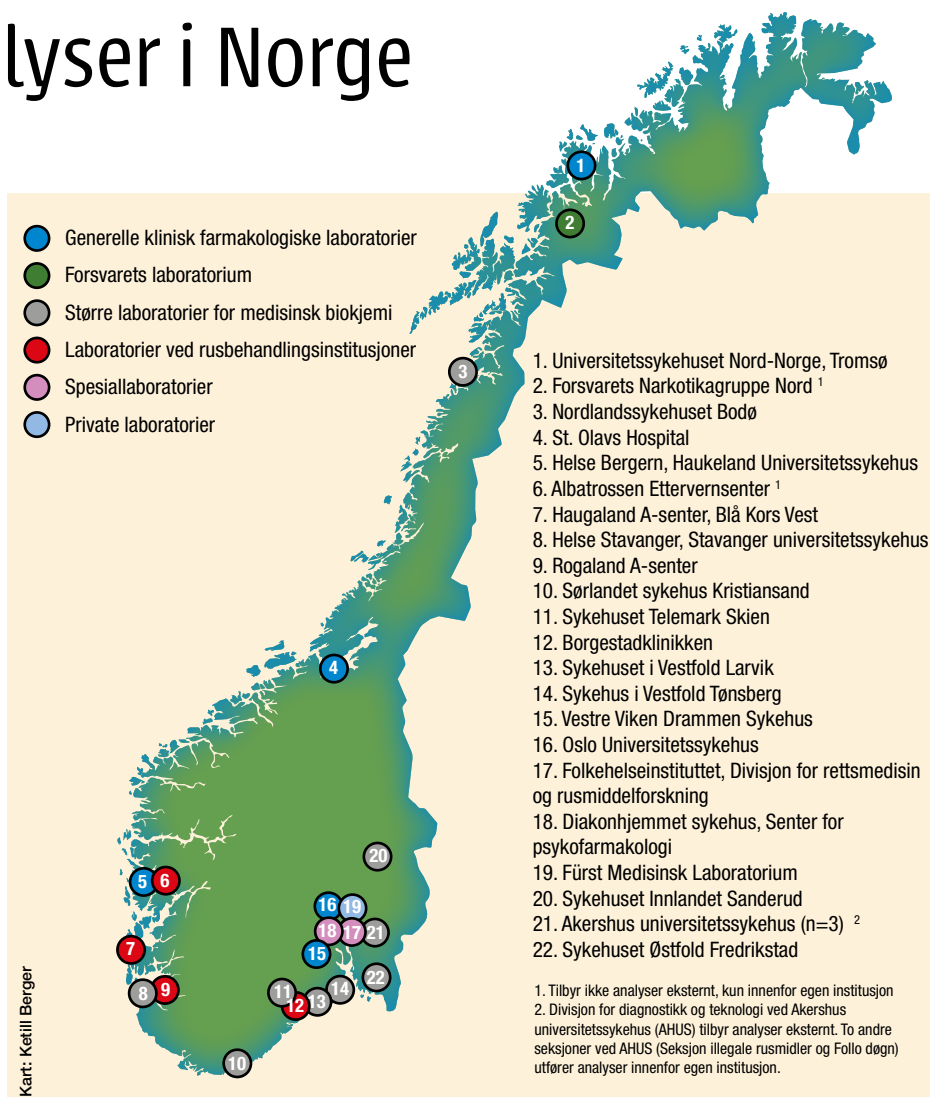 lyser i Norge
Generelle klinisk farmakologiske laboratorier
Forsvarets laboratorium
Større laboratorier for medisinsk biokjemi
Laboratorier ved rusbehandlingsinstitusjoner
Spesiallaboratorier
Private laboratorier
1
2
3
4
5
6
7
8
9
10
11
12
13
14
15
16
17
18
19
20
21
22
1. Universitetssykehuset Nord-Norge, Tromsø
2. Forsvarets Narkotikagruppe Nord 1
3. Nordlandssykehuset Bodø
4. St. Olavs Hospital
5. Helse Bergern, Haukeland Universitetssykehus
6. Albatrossen Ettervernsenter 1
7. Haugaland A-senter, Blå Kors Vest
8. Helse Stavanger, Stavanger universitetssykehus
9. Rogaland A-senter
10. Sørlandet sykehus Kristiansand
11. Sykehuset Telemark Skien
12. Borgestadklinikken
13. Sykehuset i Vestfold Larvik
14. Sykehus i Vestfold Tønsberg
15. Vestre Viken Drammen Sykehus
16. Oslo Universitetssykehus
17. Folkehelseinstituttet, Divisjon for rettsmedisin
og rusmiddelforskning
18. Diakonhjemmet sykehus, Senter for
psykofarmakologi
19. Fürst Medisinsk Laboratorium
20. Sykehuset Innlandet Sanderud
21. Akershus universitetssykehus (n=3) 2
22. Sykehuset Østfold Fredrikstad
1. Tilbyr ikke analyser eksternt, kun innenfor egen institusjon
2. Divisjon for diagnostikk og teknologi ved Akershus
universitetssykehus (AHUS) tilbyr analyser eksternt. To andre
seksjoner ved AHUS (Seksjon illegale rusmidler og Follo døgn)
utfører analyser innenfor egen institusjon.
Kart: Ketill Berger